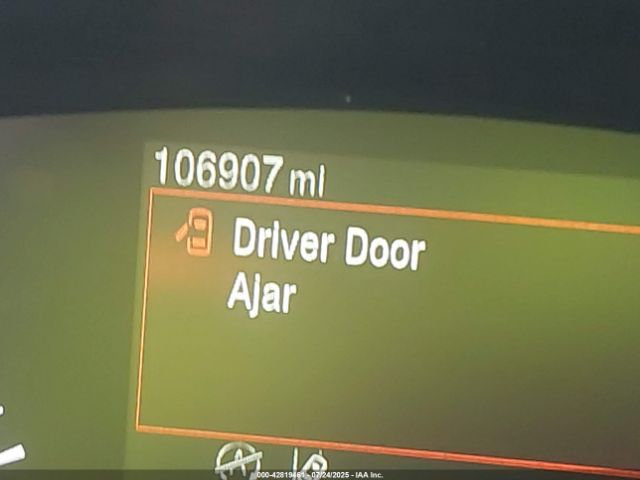 106907 mi
Driver Door
Ajar
A
000-42819461 - 07/24/2025 - IAA Inc.